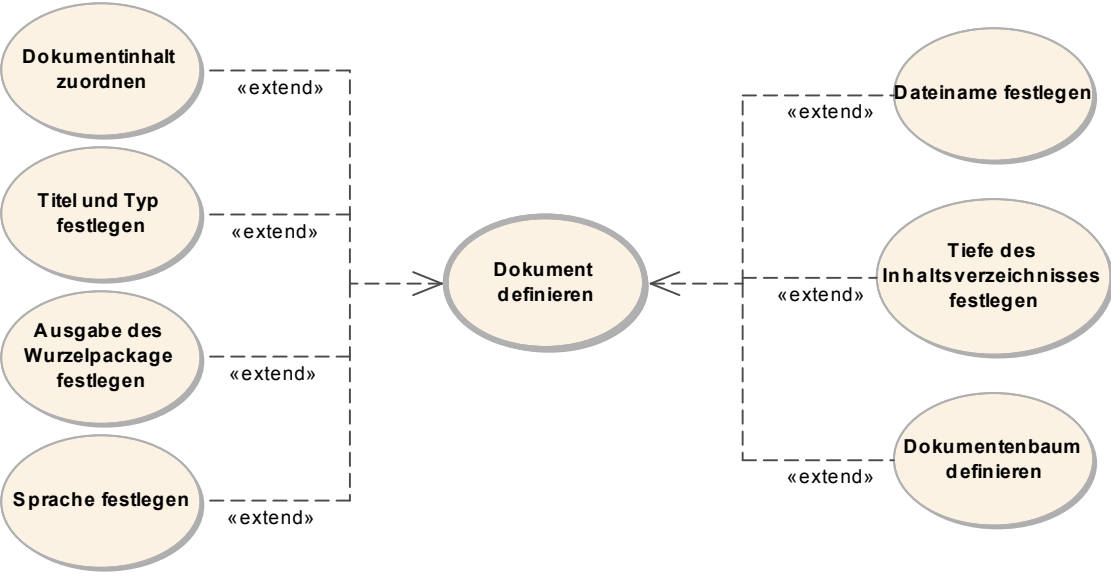 Dokumentinhalt
zuordnen
«extend»
Titel und Typ
festlegen
«extend»
Ausgabe des
Wurzelpackage
festlegen
«extend»
Sprache festlegen
«extend»
Dokument
definieren
Dateiname festlegen
«extend»
Tiefe des
Inhaltsverzeichnisses
festlegen
«extend»
Dokumentenbaum
definieren
«extend»